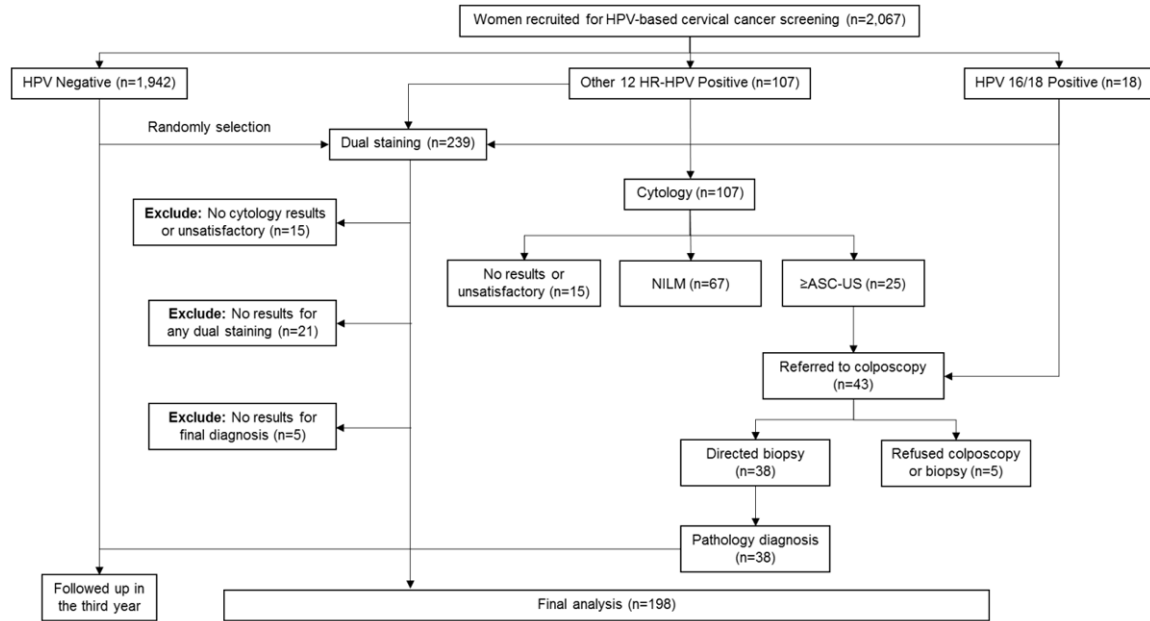 Women recruited for HPV-based cervical cancer screening (n=2,067)
HPV Negative (n=1,942)
Other 12 HR-HPV Positive (n=107)
HPV 16/18 Positive (n=18)
Randomly selection
Dual staining (n=239)
Cytology (n=107)
Exclude: No cytology results
or unsatisfactory (n=15)
No results or
unsatisfactory (n=15)
NILM (n=67)
≥ASC-US (n=25)
Exclude: No results for
any dual staining (n=21)
Referred to colposcopy
(n=43)
Exclude: No results for
final diagnosis (n=5)
Directed biopsy
(n=38)
Refused colposcopy
or biopsy (n=5)
Pathology diagnosis
(n=38)
Followed up in
the third year
Final analysis (n=198)